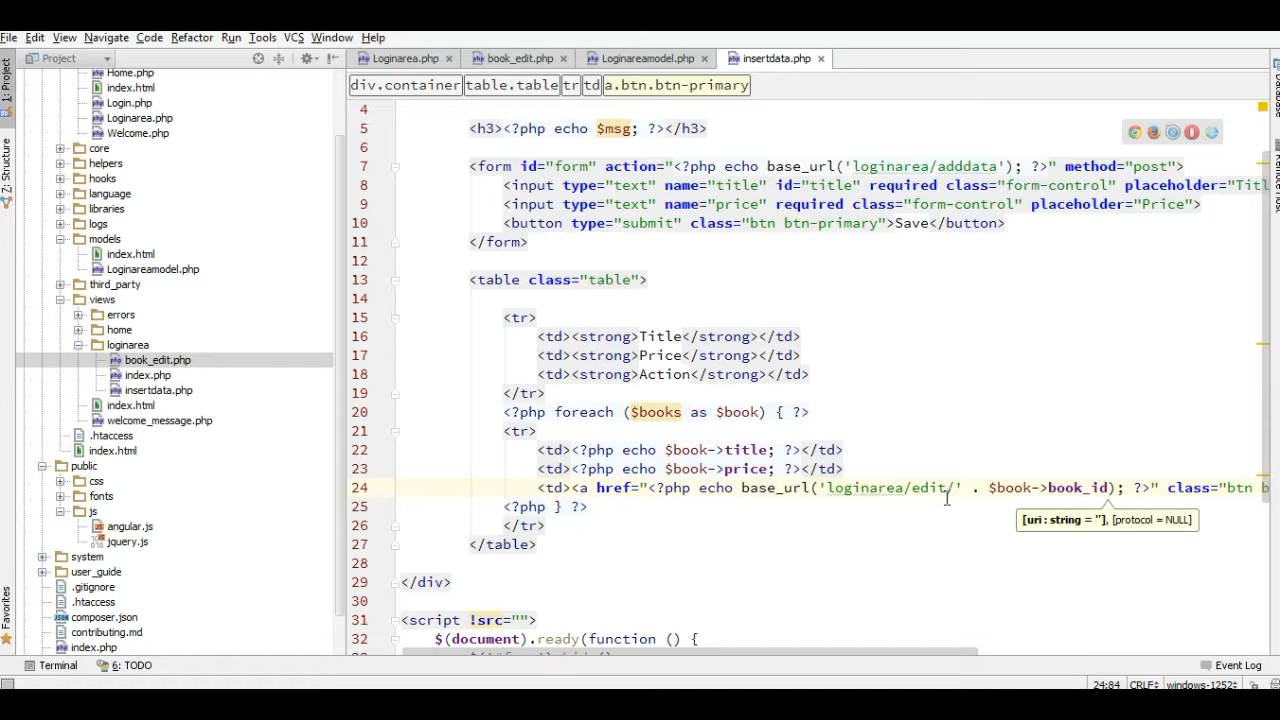 File Edit View Navigate Code Refactor Run Tools VCS Window Help
Project
Loginarea.php
book_edit.php
Loginareamodel.php
insertdata.php
div.container table.table tr td a.btn.btn-primary
1: Project
Z: Structure
Favorites
Home.php
index.html
Login.php
Loginarea.php
Welcome.php
core
helpers
hooks
language
libraries
logs
models
index.html
Loginareamodel.php
third_party
views
errors
home
loginarea
book_edit.php
index.php
insertdata.php
index.html
welcome_message.php
.htaccess
index.html
public
css
fonts
js
angular.js
jquery.js
system
user_guide
.gitignore
.htaccess
composer.json
contributing.md
index.php
4
5 <h3><?php echo $msg; ?></h3>
6
7 <form id="form" action="<?php echo base_url('loginarea/adddata'); ?>" method="post">
8 <input type="text" name="title" id="title" required class="form-control" placeholder="Titl
9 <input type="text" name="price" required class="form-control" placeholder="Price">
10 <button type="submit" class="btn btn-primary">Save</button>
11 </form>
12
13 <table class="table">
14
15 <tr>
16 <td><strong>Title</strong></td>
17 <td><strong>Price</strong></td>
18 <td><strong>Action</strong></td>
19 </tr>
20 <?php foreach ($books as $book) { ?>
21 <tr>
22 <td><?php echo $book->title; ?></td>
23 <td><?php echo $book->price; ?></td>
24 <td><a href="<?php echo base_url('loginarea/edit/' . $book->book_id); ?>" class="btn b
25 <?php } ?>
[uri : string = ''], [protocol = NULL]
26 </tr>
27 </table>
28
29 </div>
30
31 <script !src="">
32 $(document).ready(function () {
Terminal 6: TODO Event Log
24:84 CRLF windows-1252